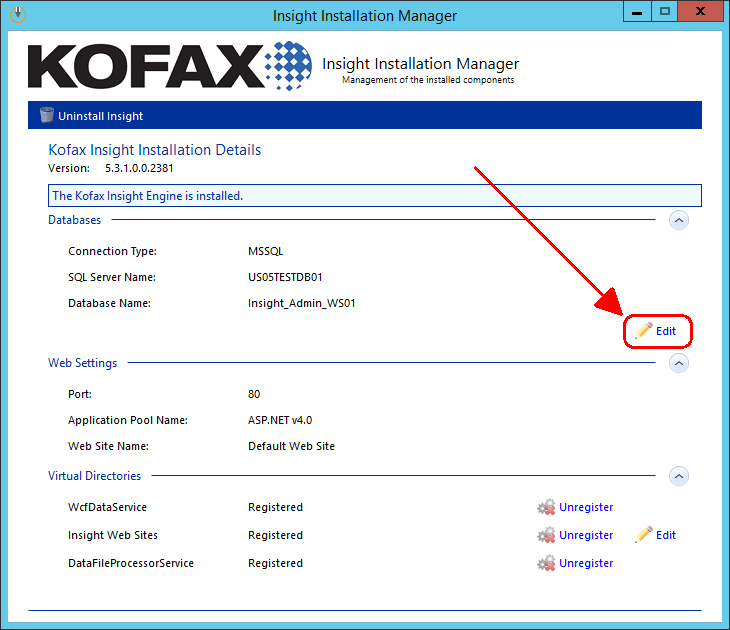 Insight Installation Manager
KOFAX
Insight Installation Manager
Management of the installed components
Uninstall Insight
Kofax Insight Installation Details
Version: 5.3.1.0.0.2381
The Kofax Insight Engine is installed.
Databases
Connection Type: MSSQL
SQL Server Name: US05TESTDB01
Database Name: Insight_Admin_WS01
Edit
Web Settings
Port: 80
Application Pool Name: ASP.NET v4.0
Web Site Name: Default Web Site
Virtual Directories
WcfDataService Registered Unregister
Insight Web Sites Registered Unregister Edit
DataFileProcessorService Registered Unregister